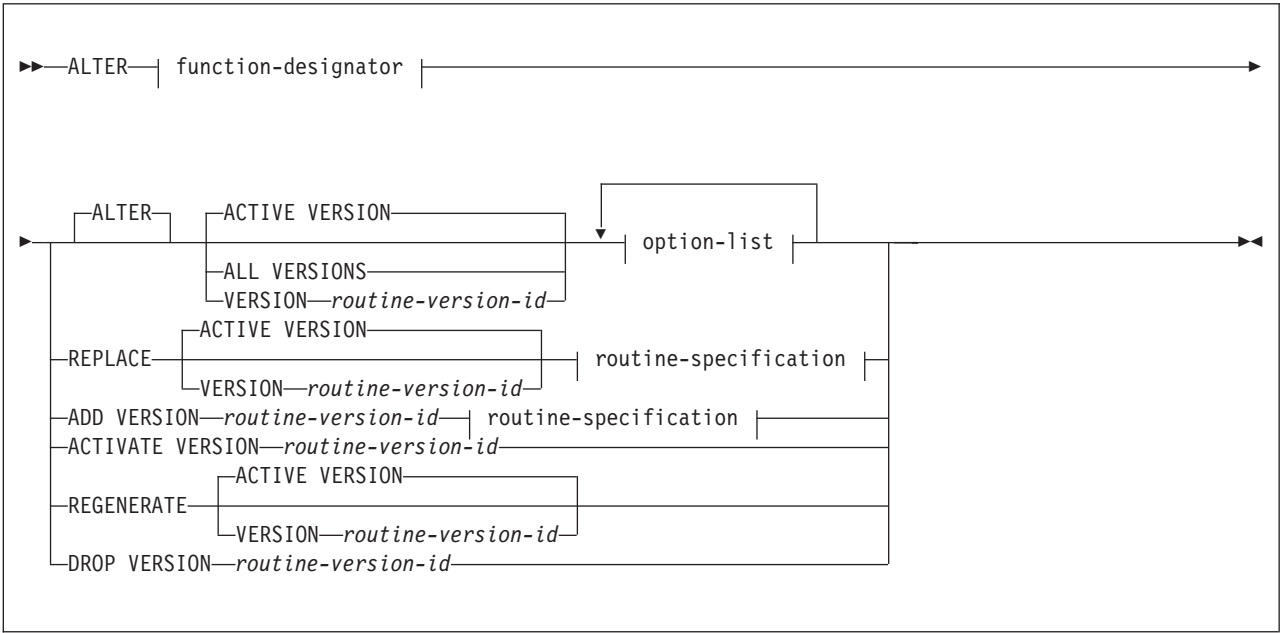 ALTER function-designator
ALTER ACTIVE VERSION
option-list
ALL VERSIONS
VERSION routine-version-id
ACTIVE VERSION
REPLACE routine-specification
VERSION routine-version-id
ADD VERSION routine-version-id routine-specification
ACTIVATE VERSION routine-version-id
ACTIVE VERSION
REGENERATE
VERSION routine-version-id
DROP VERSION routine-version-id